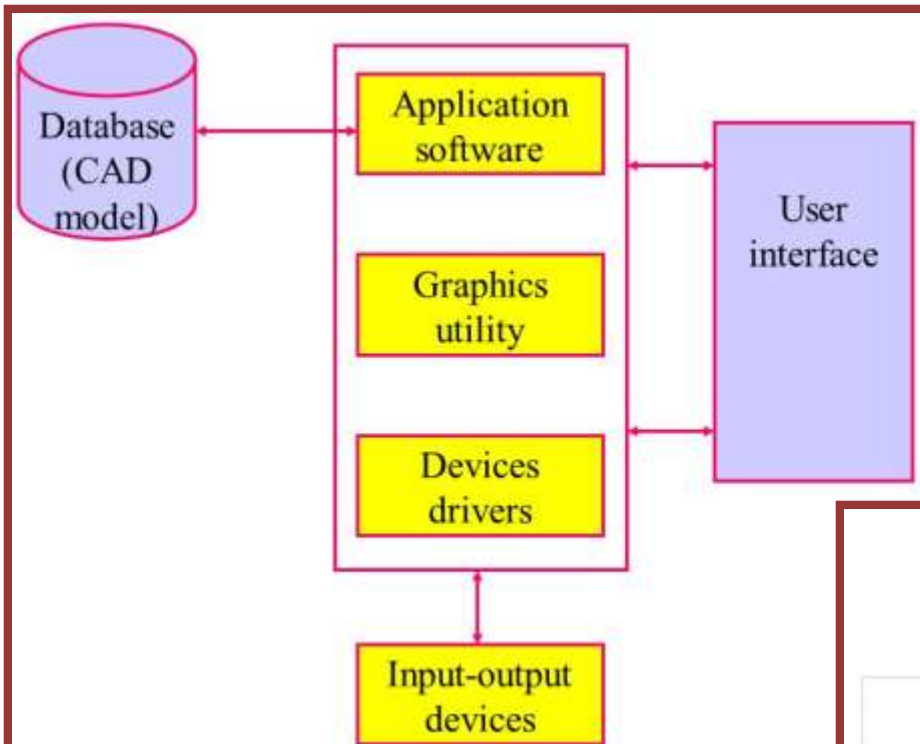 Database
(CAD
model)
Application
software
Graphics
utility
Devices
drivers
User
interface
Input-output
devices